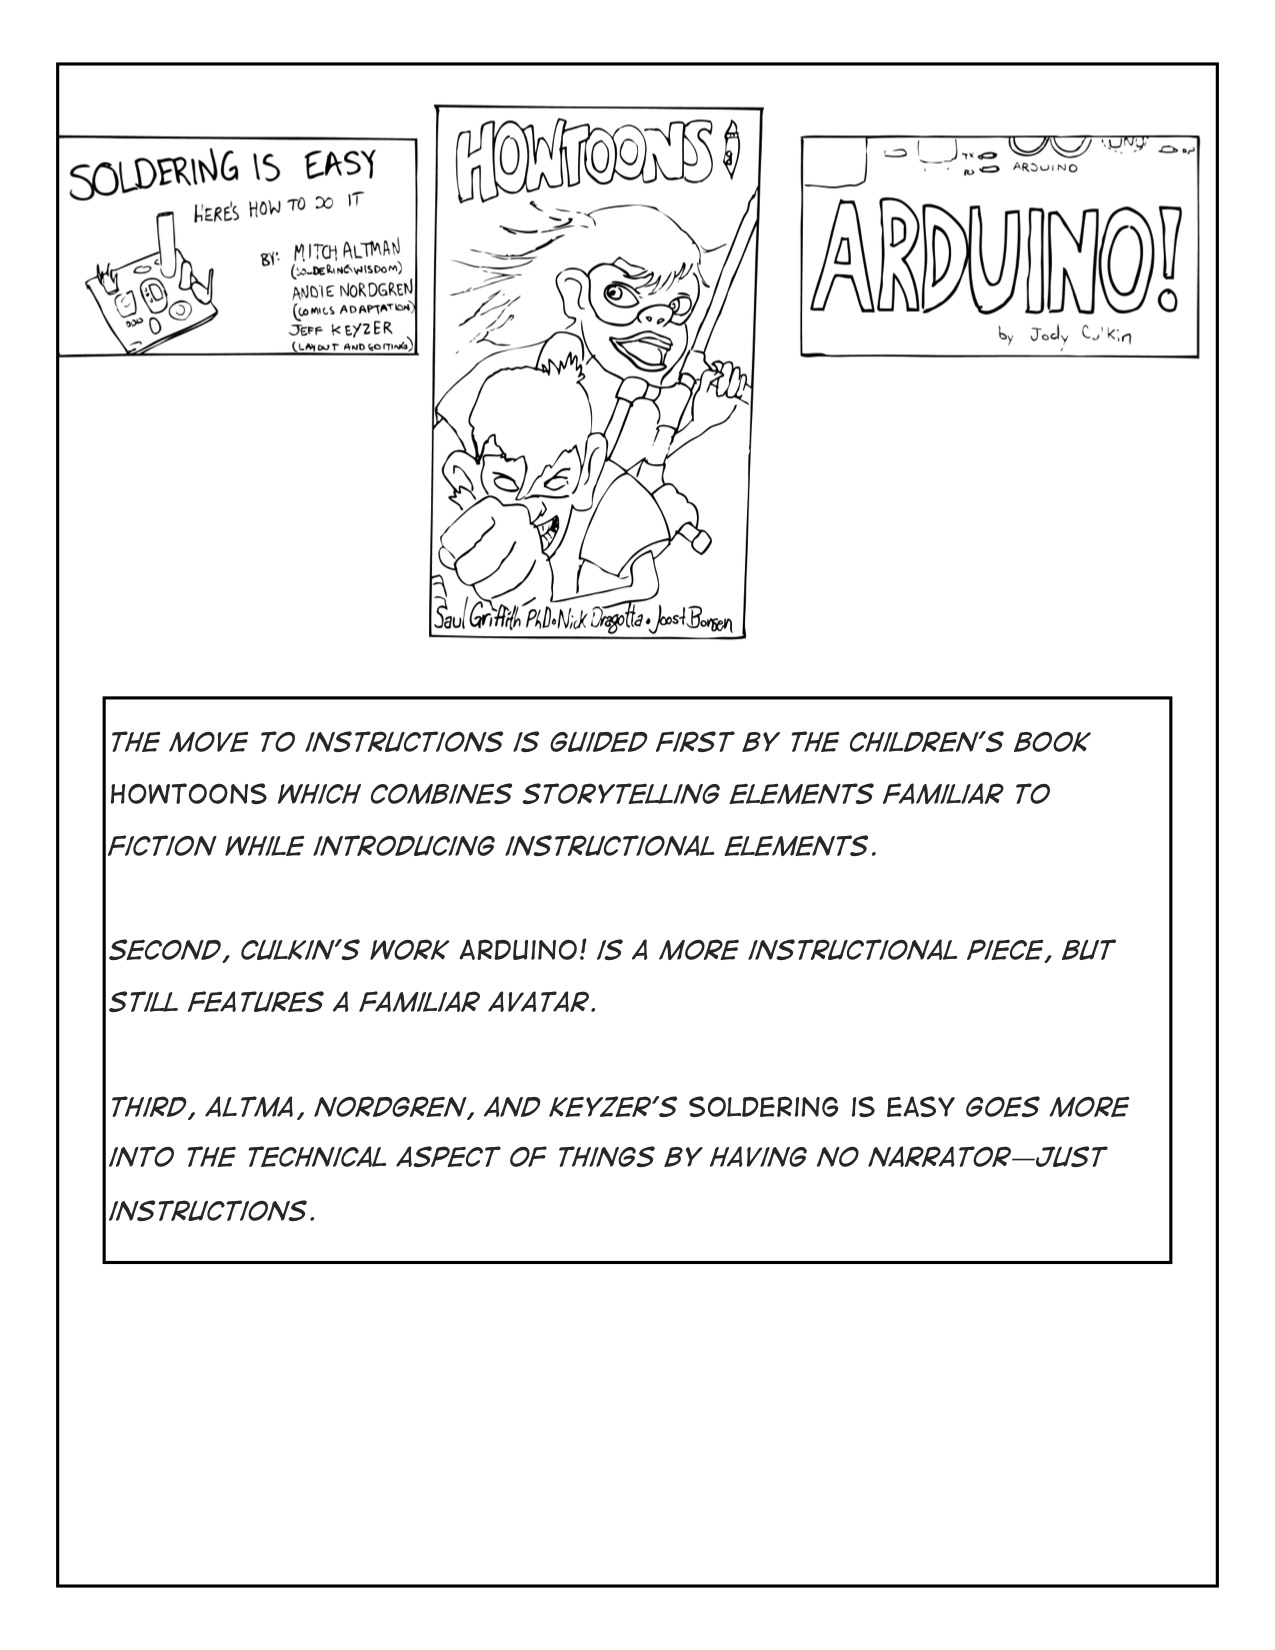 SOLDERING IS EASY
HERE'S HOW TO DO IT
BY: MITCH ALTMAN
(SOLDERING WISDOM)
ANDIE NORDGREN
(COMICS ADAPTATION)
JEFF KEYZER
(LAYOUT AND EDITING)
HOWTOONS
Saul Griffith PhD•Nick Dragotta•Joost Bonsen
TX
ARDUINO
ARDUINO!
by Jody Culkin
THE MOVE TO INSTRUCTIONS IS GUIDED FIRST BY THE CHILDREN'S BOOK
HOWTOONS WHICH COMBINES STORYTELLING ELEMENTS FAMILIAR TO
FICTION WHILE INTRODUCING INSTRUCTIONAL ELEMENTS.
SECOND, CULKIN'S WORK ARDUINO! IS A MORE INSTRUCTIONAL PIECE, BUT
STILL FEATURES A FAMILIAR AVATAR.
THIRD, ALTMA, NORDGREN, AND KEYZER'S SOLDERING IS EASY GOES MORE
INTO THE TECHNICAL ASPECT OF THINGS BY HAVING NO NARRATOR—JUST
INSTRUCTIONS.